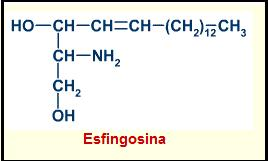 HO–CH–CH=CH–(CH₂)₁₂–CH₃
CH–NH₂
CH₂
OH
Esfingosina